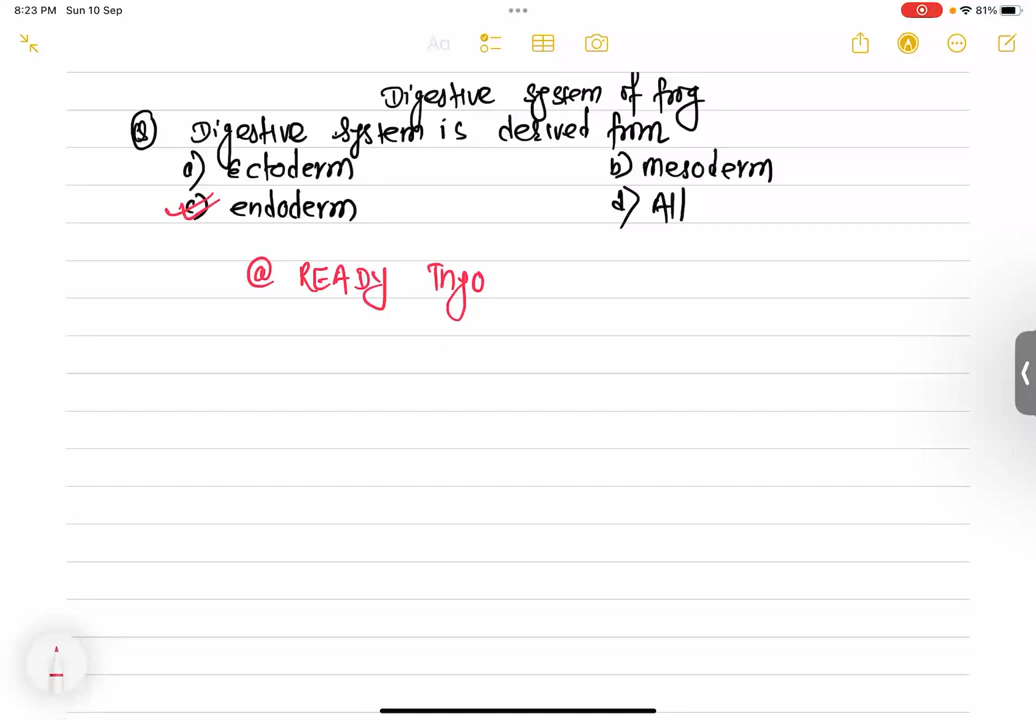 8:23 PM Sun 10 Sep
81%
Aa
Digestive system of frog
Q Digestive system is derived from
a) Ectoderm b) mesoderm
c) endoderm d) All
@ READY